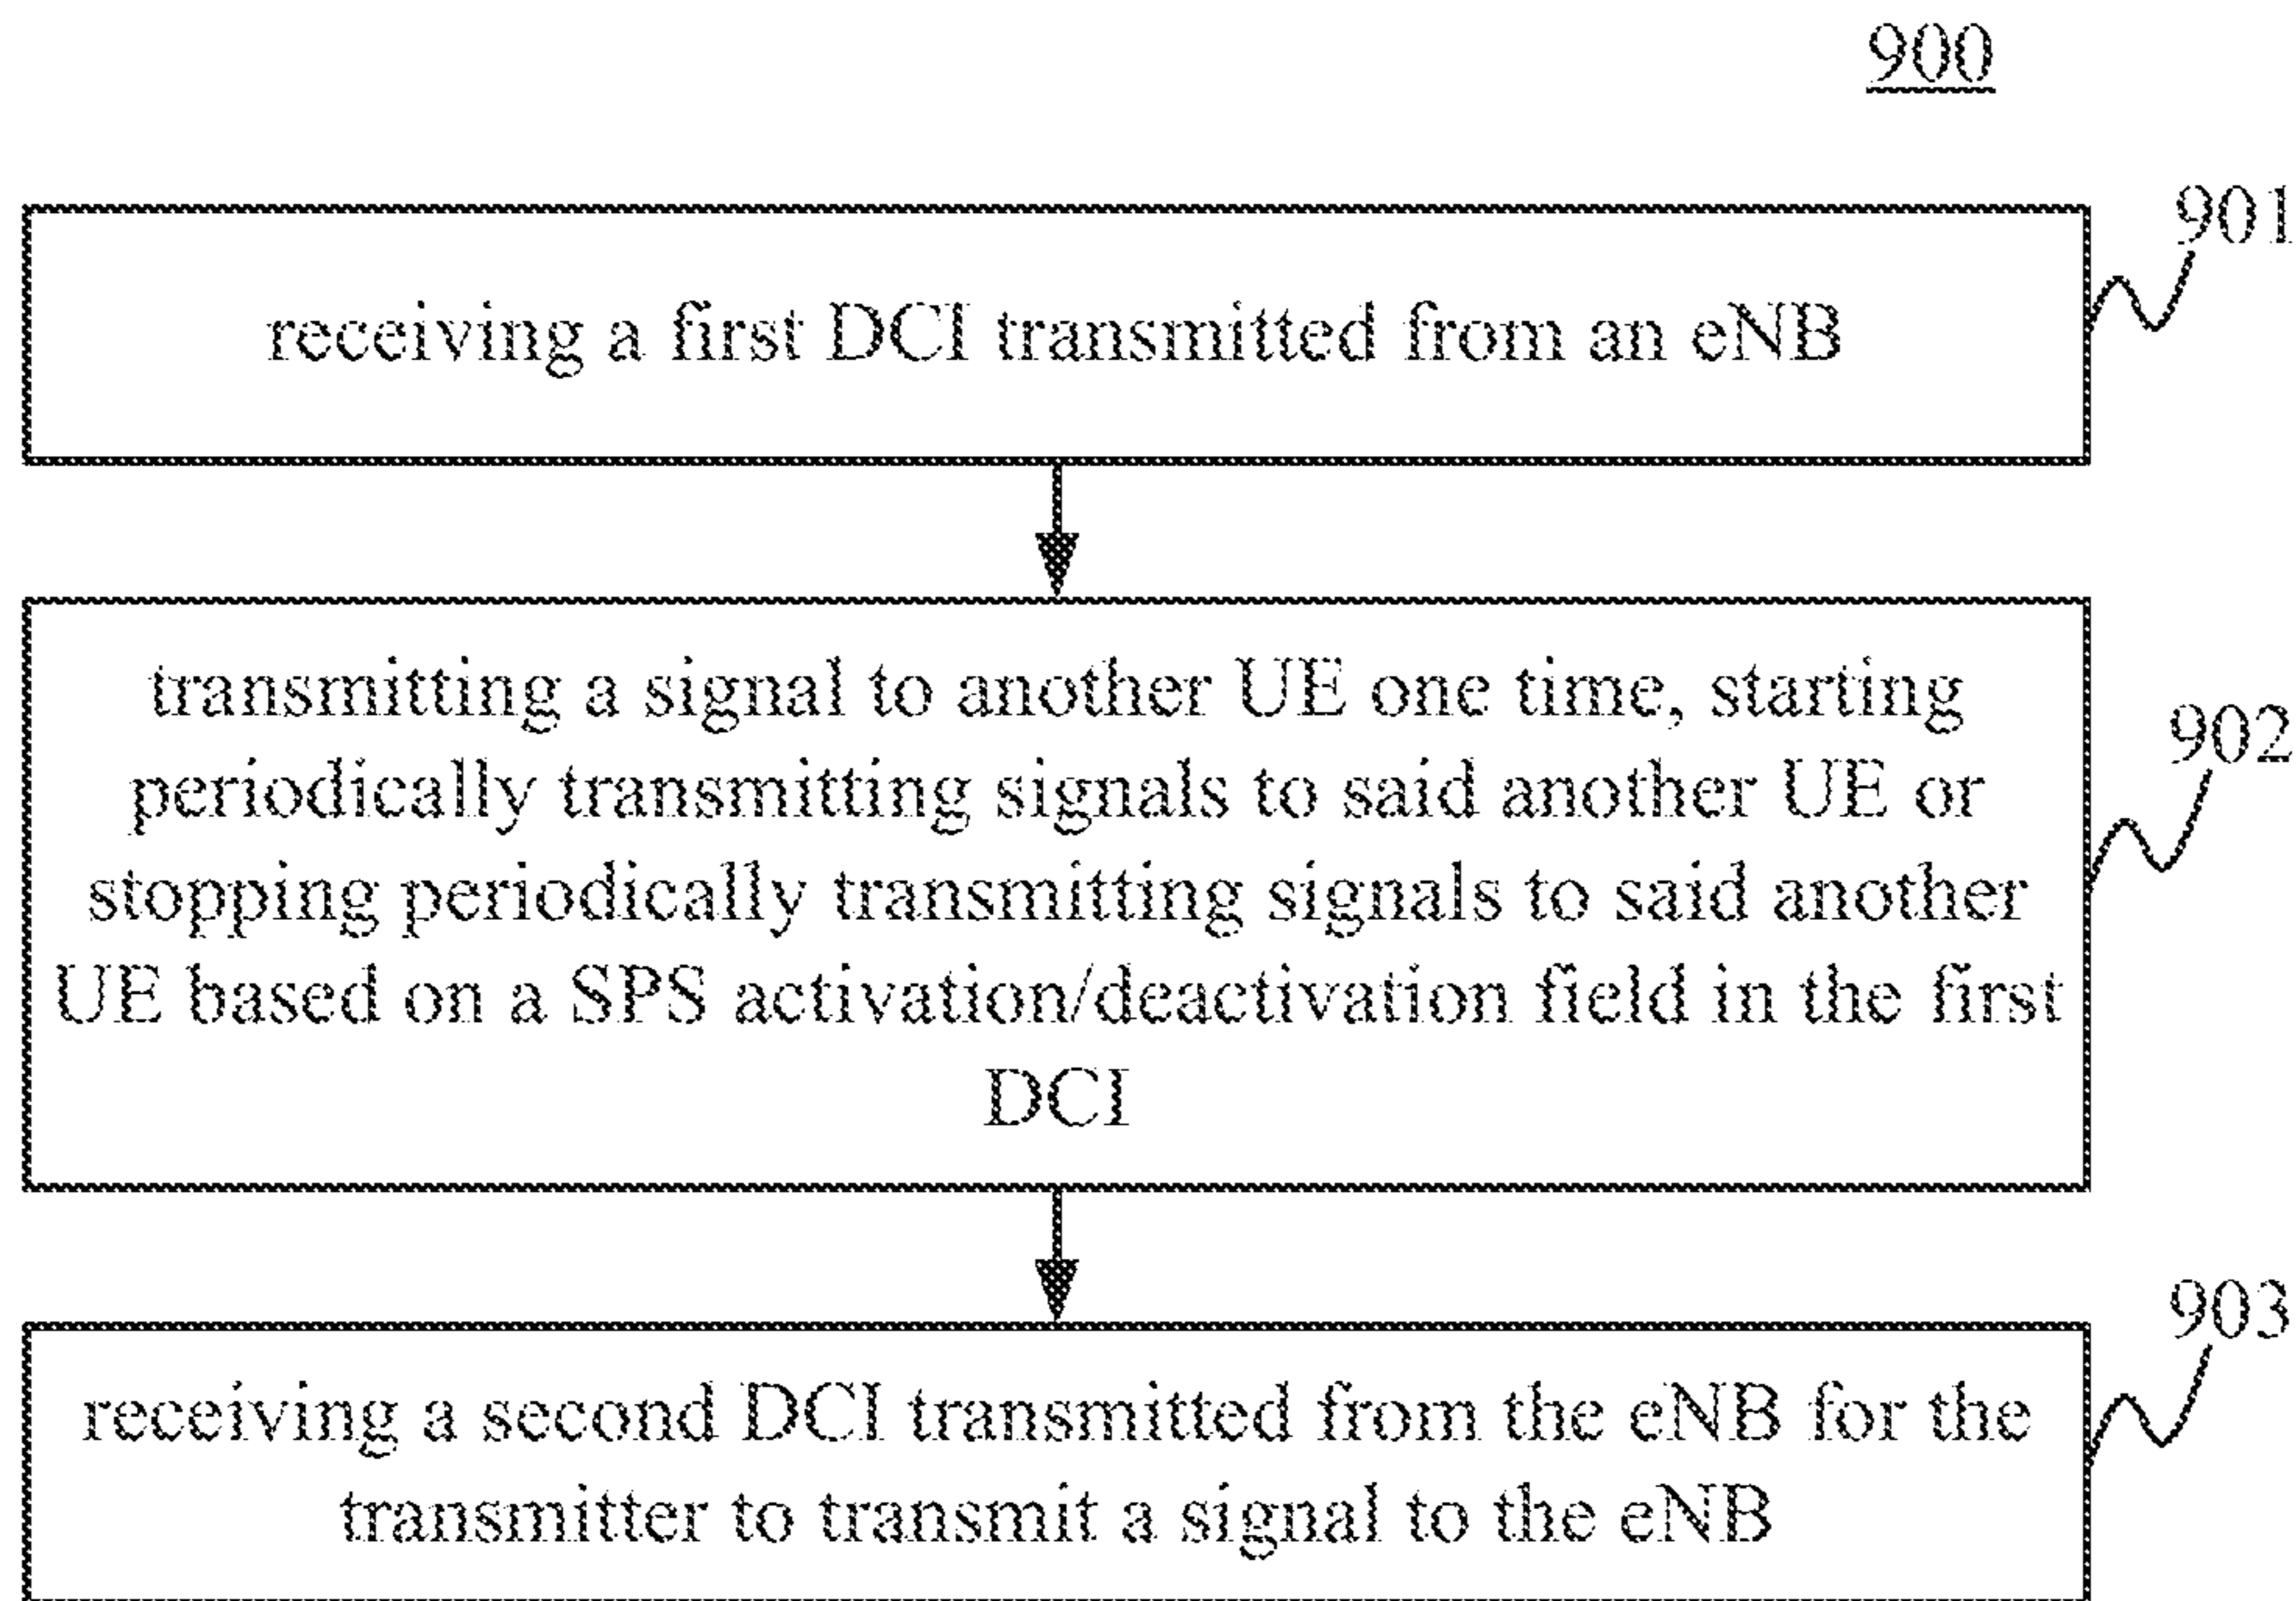 900
901
receiving a first DCI transmitted from an eNB
transmitting a signal to another UE one time, starting
902
periodically transmitting signals to said another UE or
stopping periodically transmitting signals to said another
UE based on a SPS activation/deactivation field in the first
DCI
903
receiving a second DCI transmitted from the eNB for the
transmitter to transmit a signal to the eNB